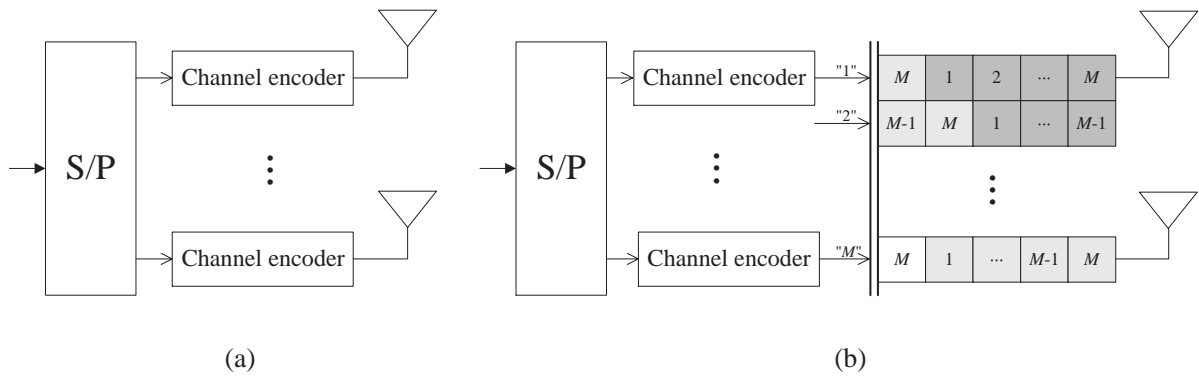 S/P
Channel encoder
...
Channel encoder
(a)
S/P
Channel encoder
...
Channel encoder
"1"
"2"
"M"
M 1 2 ... M
M-1 M 1 ... M-1
...
M 1 ... M-1 M
(b)